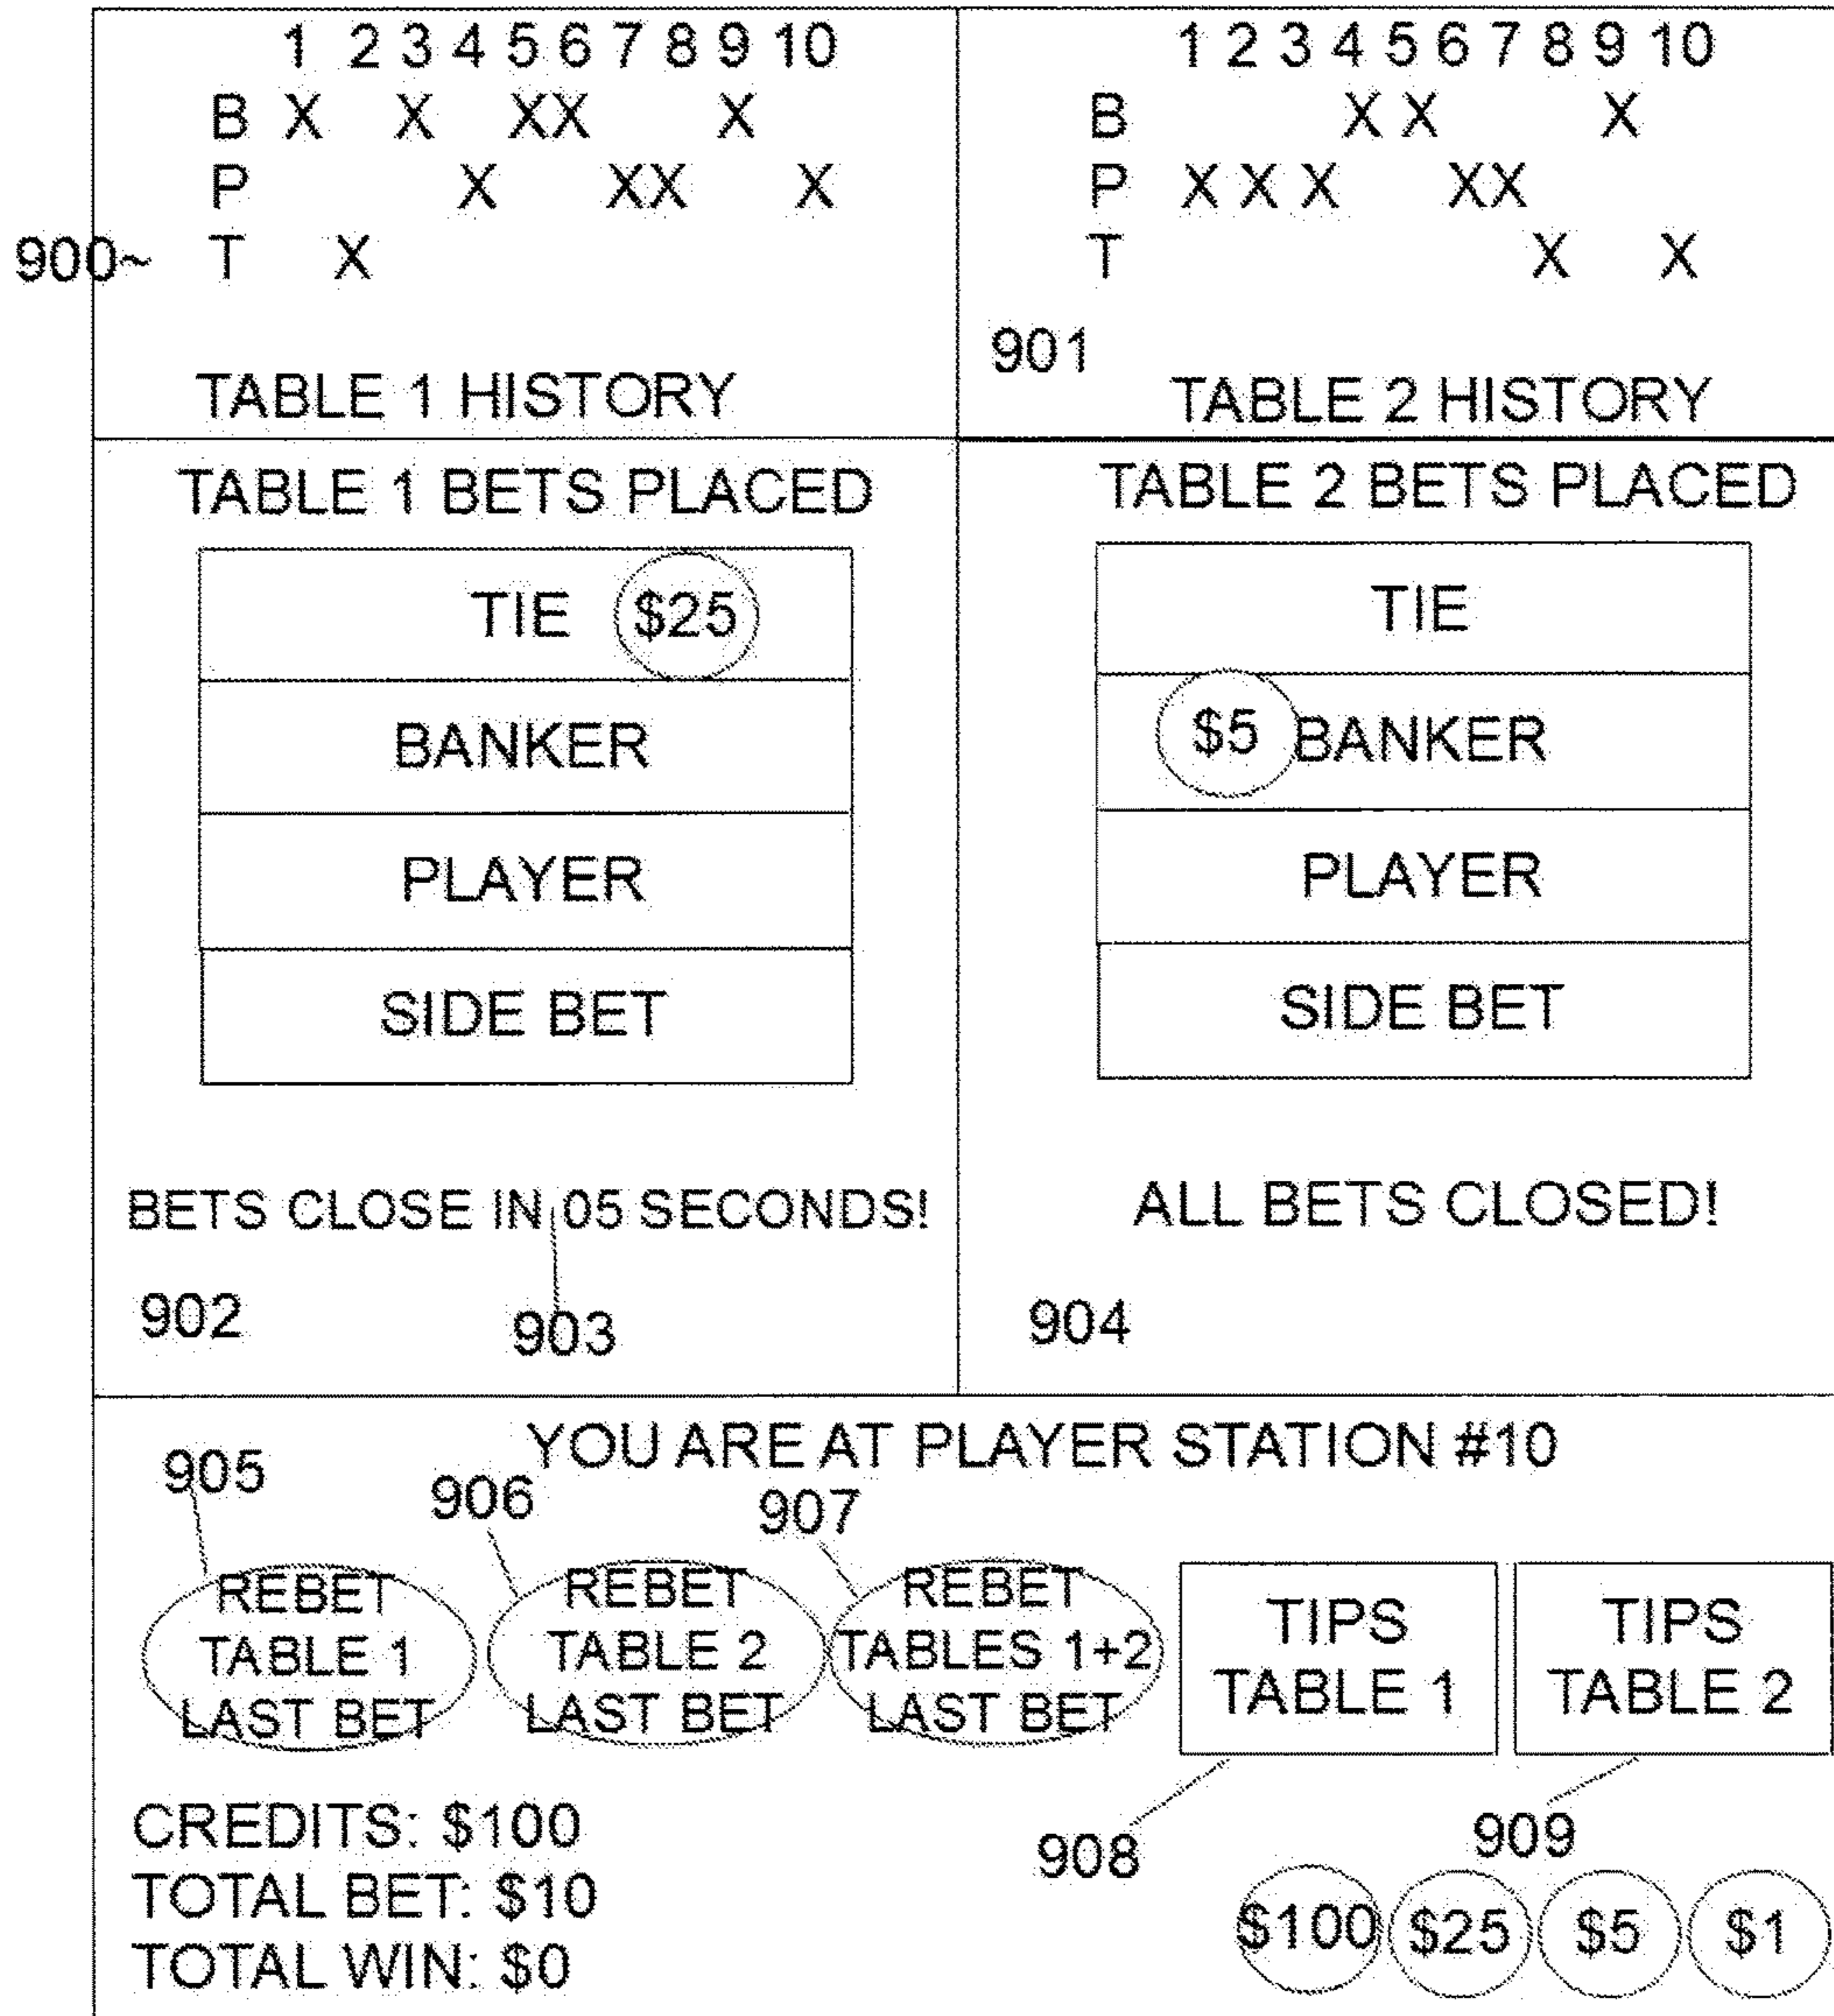 1 2 3 4 5 6 7 8 9 10
B X X XX X
P X XX X
900~ T X
TABLE 1 HISTORY
1 2 3 4 5 6 7 8 9 10
B X X X
P X X X XX
T X X
901
TABLE 2 HISTORY
TABLE 1 BETS PLACED
TIE $25
BANKER
PLAYER
SIDE BET
BETS CLOSE IN 05 SECONDS!
902 903
TABLE 2 BETS PLACED
TIE
$5 BANKER
PLAYER
SIDE BET
ALL BETS CLOSED!
904
YOU ARE AT PLAYER STATION #10
905 906 907
REBET
TABLE 1
LAST BET
REBET
TABLE 2
LAST BET
REBET
TABLES 1+2
LAST BET
TIPS
TABLE 1
TIPS
TABLE 2
908 909
CREDITS: $100
TOTAL BET: $10
TOTAL WIN: $0
$100 $25 $5 $1